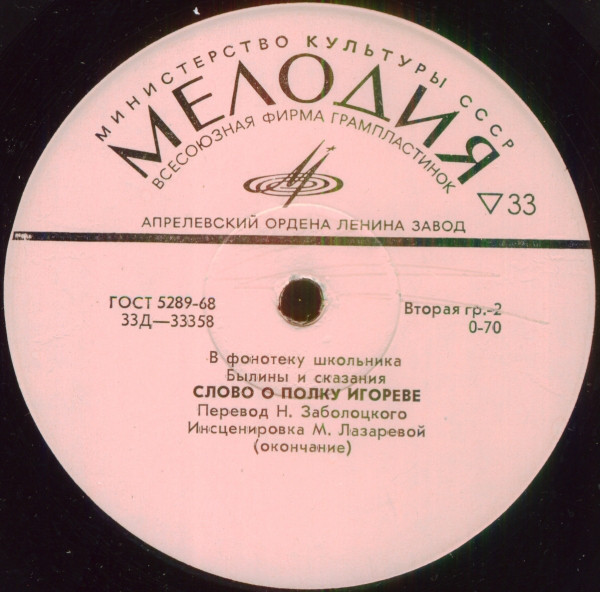 МИНИСТЕРСТВО КУЛЬТУРЫ СССР
МЕЛОДИЯ
ВСЕСОЮЗНАЯ ФИРМА ГРАМПЛАСТИНОК
▽33
АПРЕЛЕВСКИЙ ОРДЕНА ЛЕНИНА ЗАВОД
ГОСТ 5289-68
33Д—33358
Вторая гр.-2
0-70
В фонотеку школьника
Былины и сказания
СЛОВО О ПОЛКУ ИГОРЕВЕ
Перевод Н. Заболоцкого
Инсценировка М. Лазаревой
(окончание)